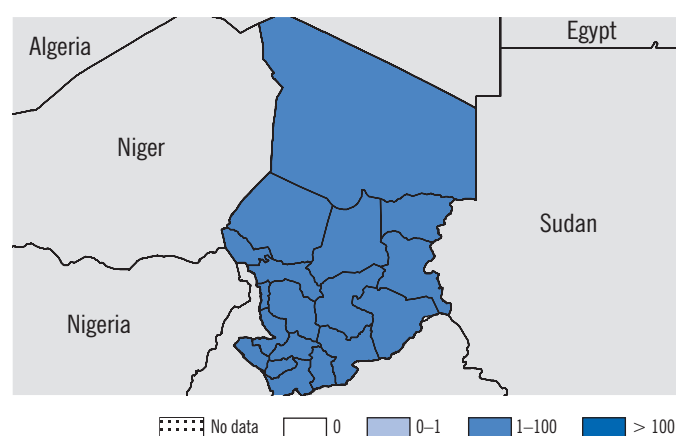 Egypt
Algeria
Niger
Sudan
Nigeria
No data 0 0–1 1–100 > 100